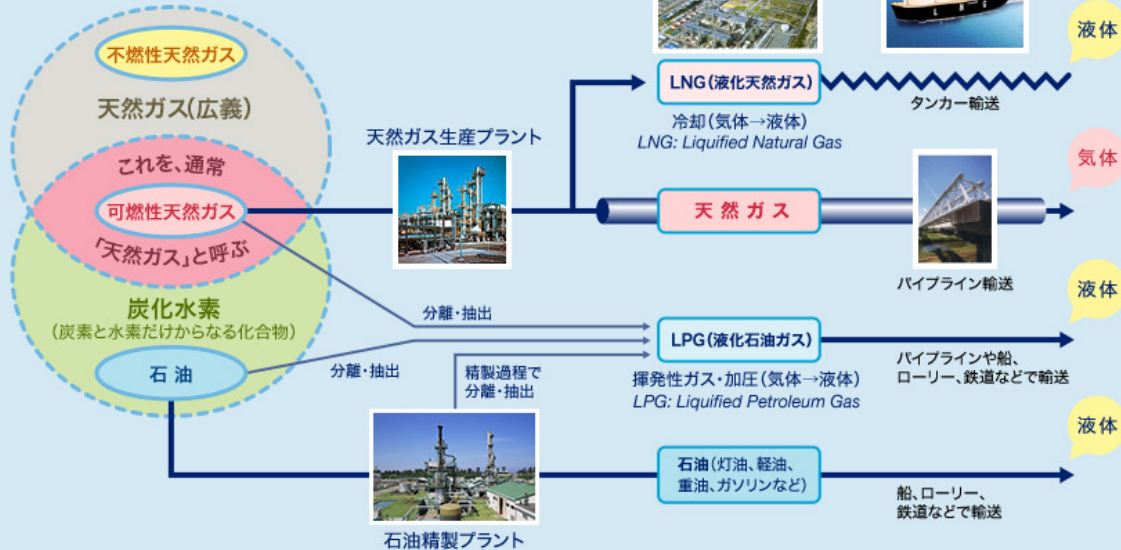 不燃性天然ガス
天然ガス(広義)
これを、通常
可燃性天然ガス
「天然ガス」と呼ぶ
炭化水素
(炭素と水素だけからなる化合物)
石油
天然ガス生産プラント
LNG(液化天然ガス)
冷却(気体→液体)
LNG: Liquified Natural Gas
LNG
タンカー輸送
液体
天然ガス
パイプライン輸送
気体
分離・抽出
分離・抽出
精製過程で
分離・抽出
LPG(液化石油ガス)
揮発性ガス・加圧(気体→液体)
LPG: Liquified Petroleum Gas
パイプラインや船、
ローリー、鉄道などで輸送
液体
石油精製プラント
石油(灯油、軽油、
重油、ガソリンなど)
船、ローリー、
鉄道などで輸送
液体